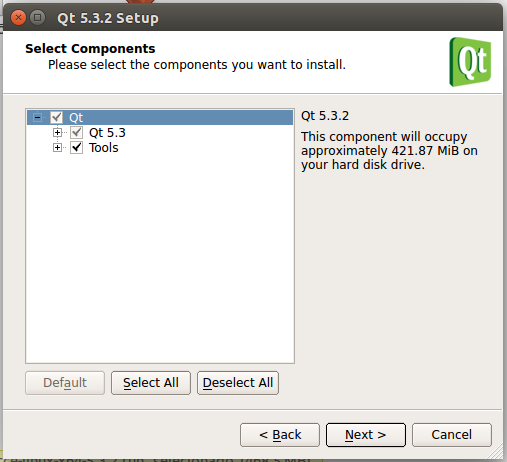 Qt 5.3.2 Setup
Select Components
Please select the components you want to install.
Qt
Qt
Qt 5.3
Tools
Qt 5.3.2
This component will occupy
approximately 421.87 MiB on
your hard disk drive.
Default
Select All
Deselect All
< Back
Next >
Cancel